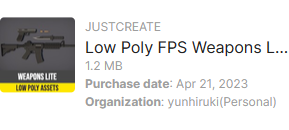 WEAPONS LITE
LOW POLY ASSETS
JUSTCREATE
Low Poly FPS Weapons L...
1.2 MB
Purchase date: Apr 21, 2023
Organization: yunhiruki(Personal)